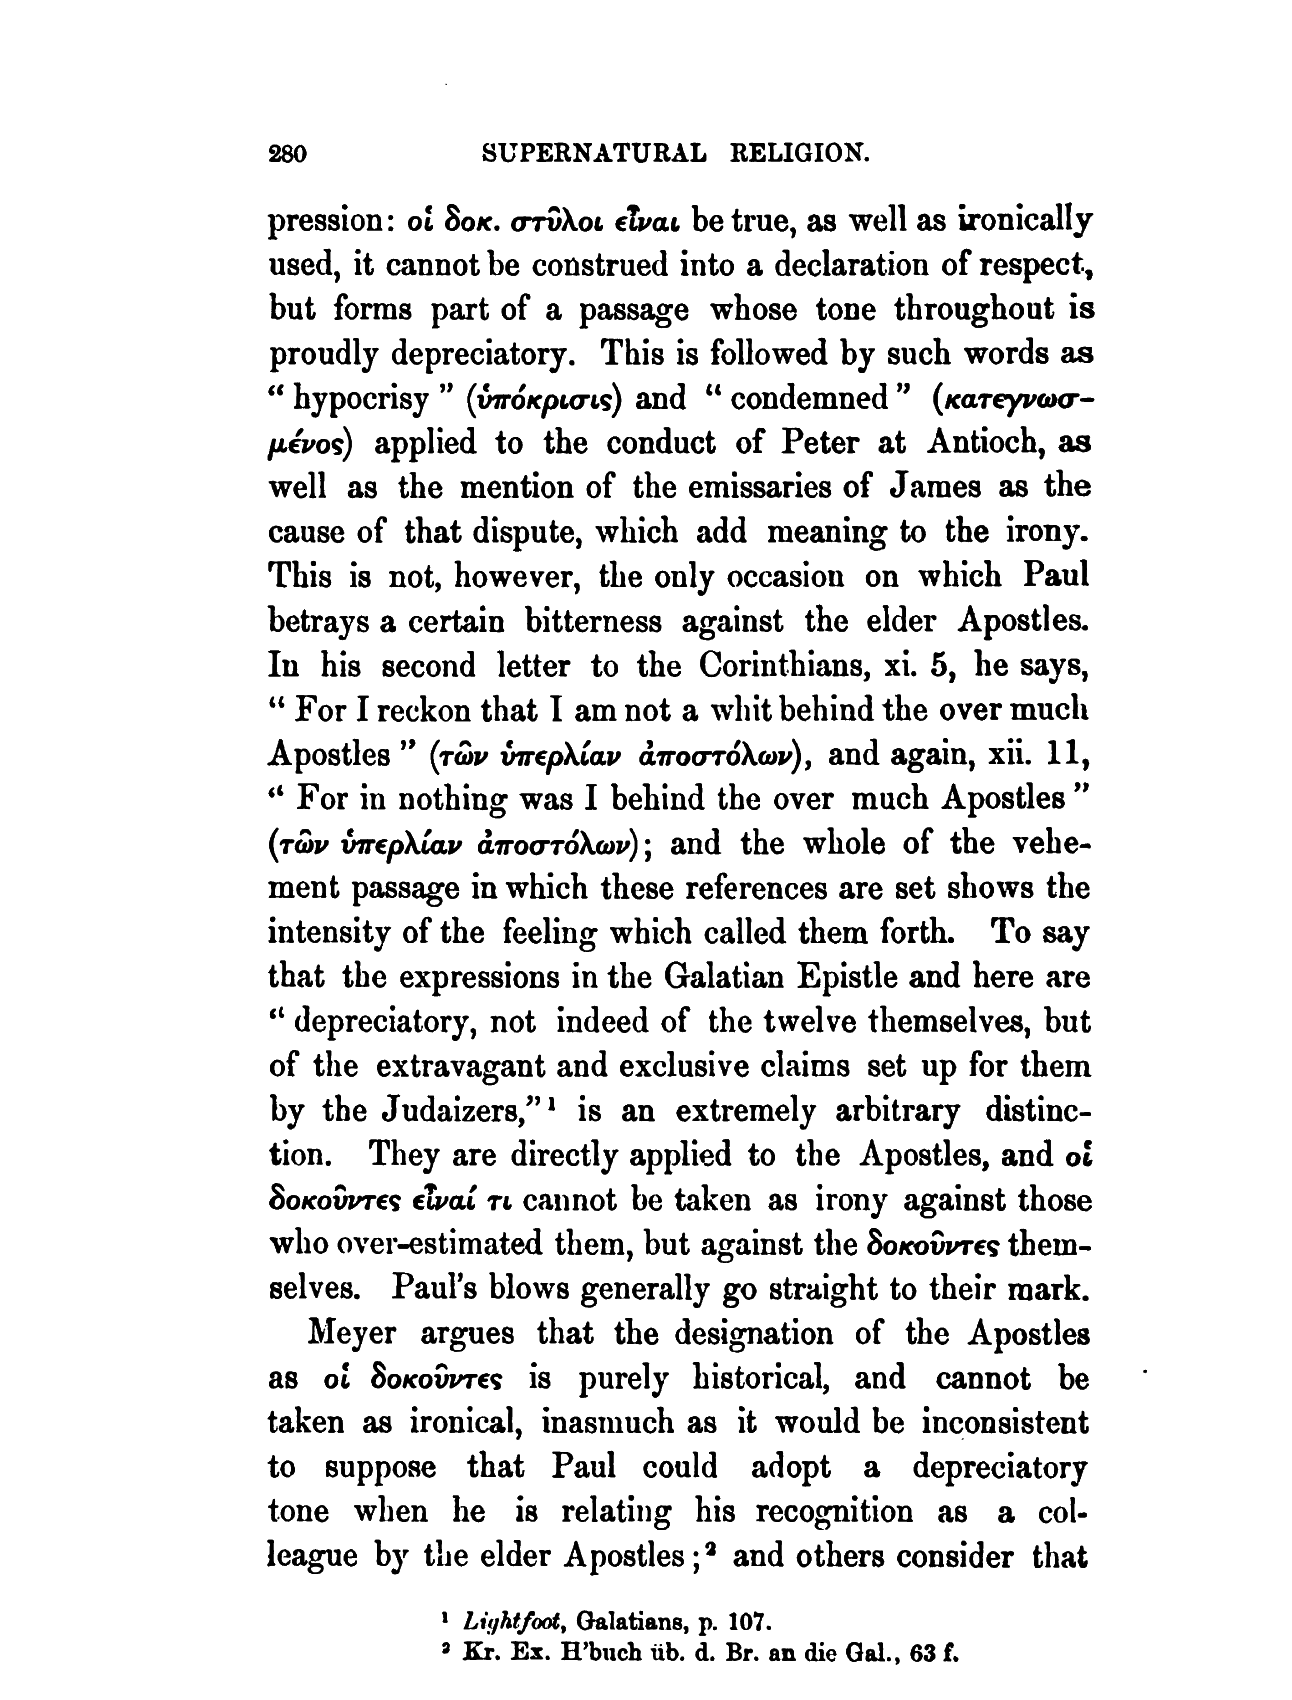 280 SUPERNATURAL RELIGION.
pression: οἱ δοκ. στῦλοι εἶναι be true, as well as ironically
used, it cannot be construed into a declaration of respect,
but forms part of a passage whose tone throughout is
proudly depreciatory. This is followed by such words as
“ hypocrisy ” (ὑπόκρισις) and “ condemned ” (κατεγνωσ-
μένος) applied to the conduct of Peter at Antioch, as
well as the mention of the emissaries of James as the
cause of that dispute, which add meaning to the irony.
This is not, however, the only occasion on which Paul
betrays a certain bitterness against the elder Apostles.
In his second letter to the Corinthians, xi. 5, he says,
“ For I reckon that I am not a whit behind the over much
Apostles ” (τῶν ὑπερλίαν ἀποστόλων), and again, xii. 11,
“ For in nothing was I behind the over much Apostles ”
(τῶν ὑπερλίαν ἀποστόλων); and the whole of the vehe-
ment passage in which these references are set shows the
intensity of the feeling which called them forth. To say
that the expressions in the Galatian Epistle and here are
“ depreciatory, not indeed of the twelve themselves, but
of the extravagant and exclusive claims set up for them
by the Judaizers,”¹ is an extremely arbitrary distinc-
tion. They are directly applied to the Apostles, and οἱ
δοκοῦντες εἶναί τι cannot be taken as irony against those
who over-estimated them, but against the δοκοῦντες them-
selves. Paul's blows generally go straight to their mark.
Meyer argues that the designation of the Apostles
as οἱ δοκοῦντες is purely historical, and cannot be
taken as ironical, inasmuch as it would be inconsistent
to suppose that Paul could adopt a depreciatory
tone when he is relating his recognition as a col-
league by the elder Apostles;² and others consider that
¹ Lightfoot, Galatians, p. 107.
² Kr. Ex. H'buch üb. d. Br. an die Gal., 63 f.